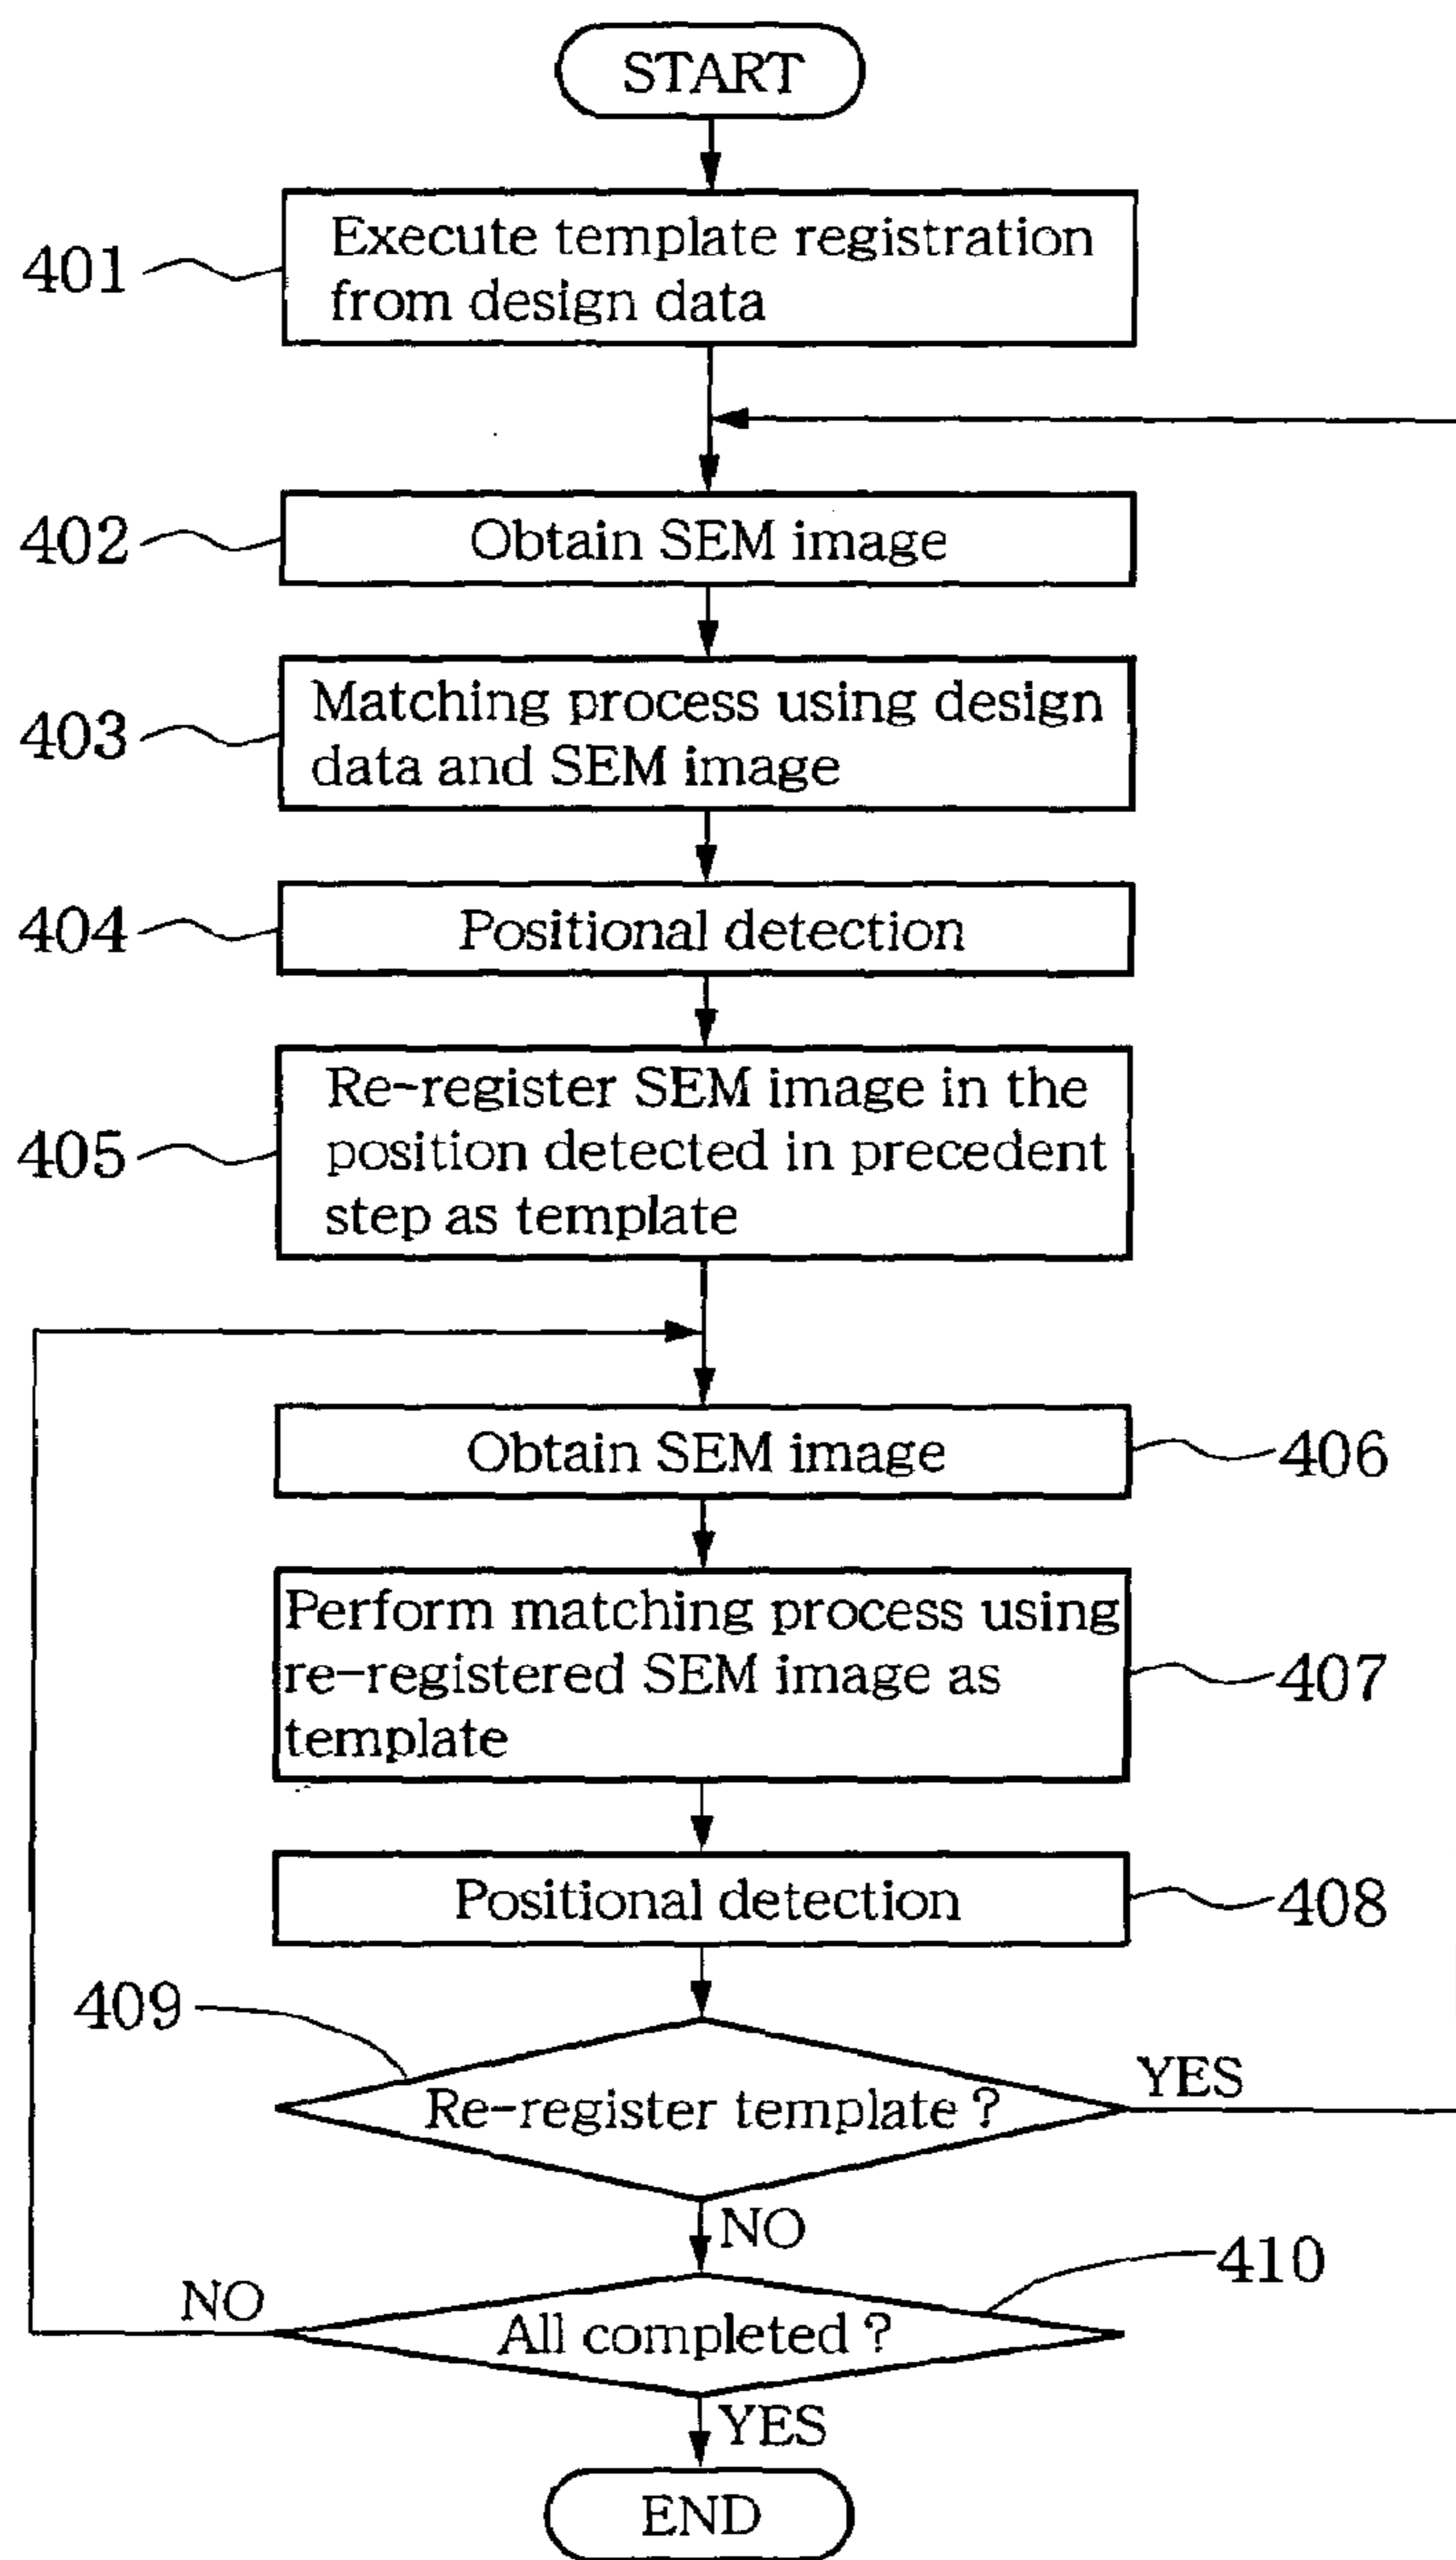 START
401
Execute template registration
from design data
402
Obtain SEM image
403
Matching process using design
data and SEM image
404
Positional detection
405
Re-register SEM image in the
position detected in precedent
step as template
Obtain SEM image
406
Perform matching process using
re-registered SEM image as
template
407
Positional detection
408
409
Re-register template ?
YES
NO
410
All completed ?
NO
YES
END